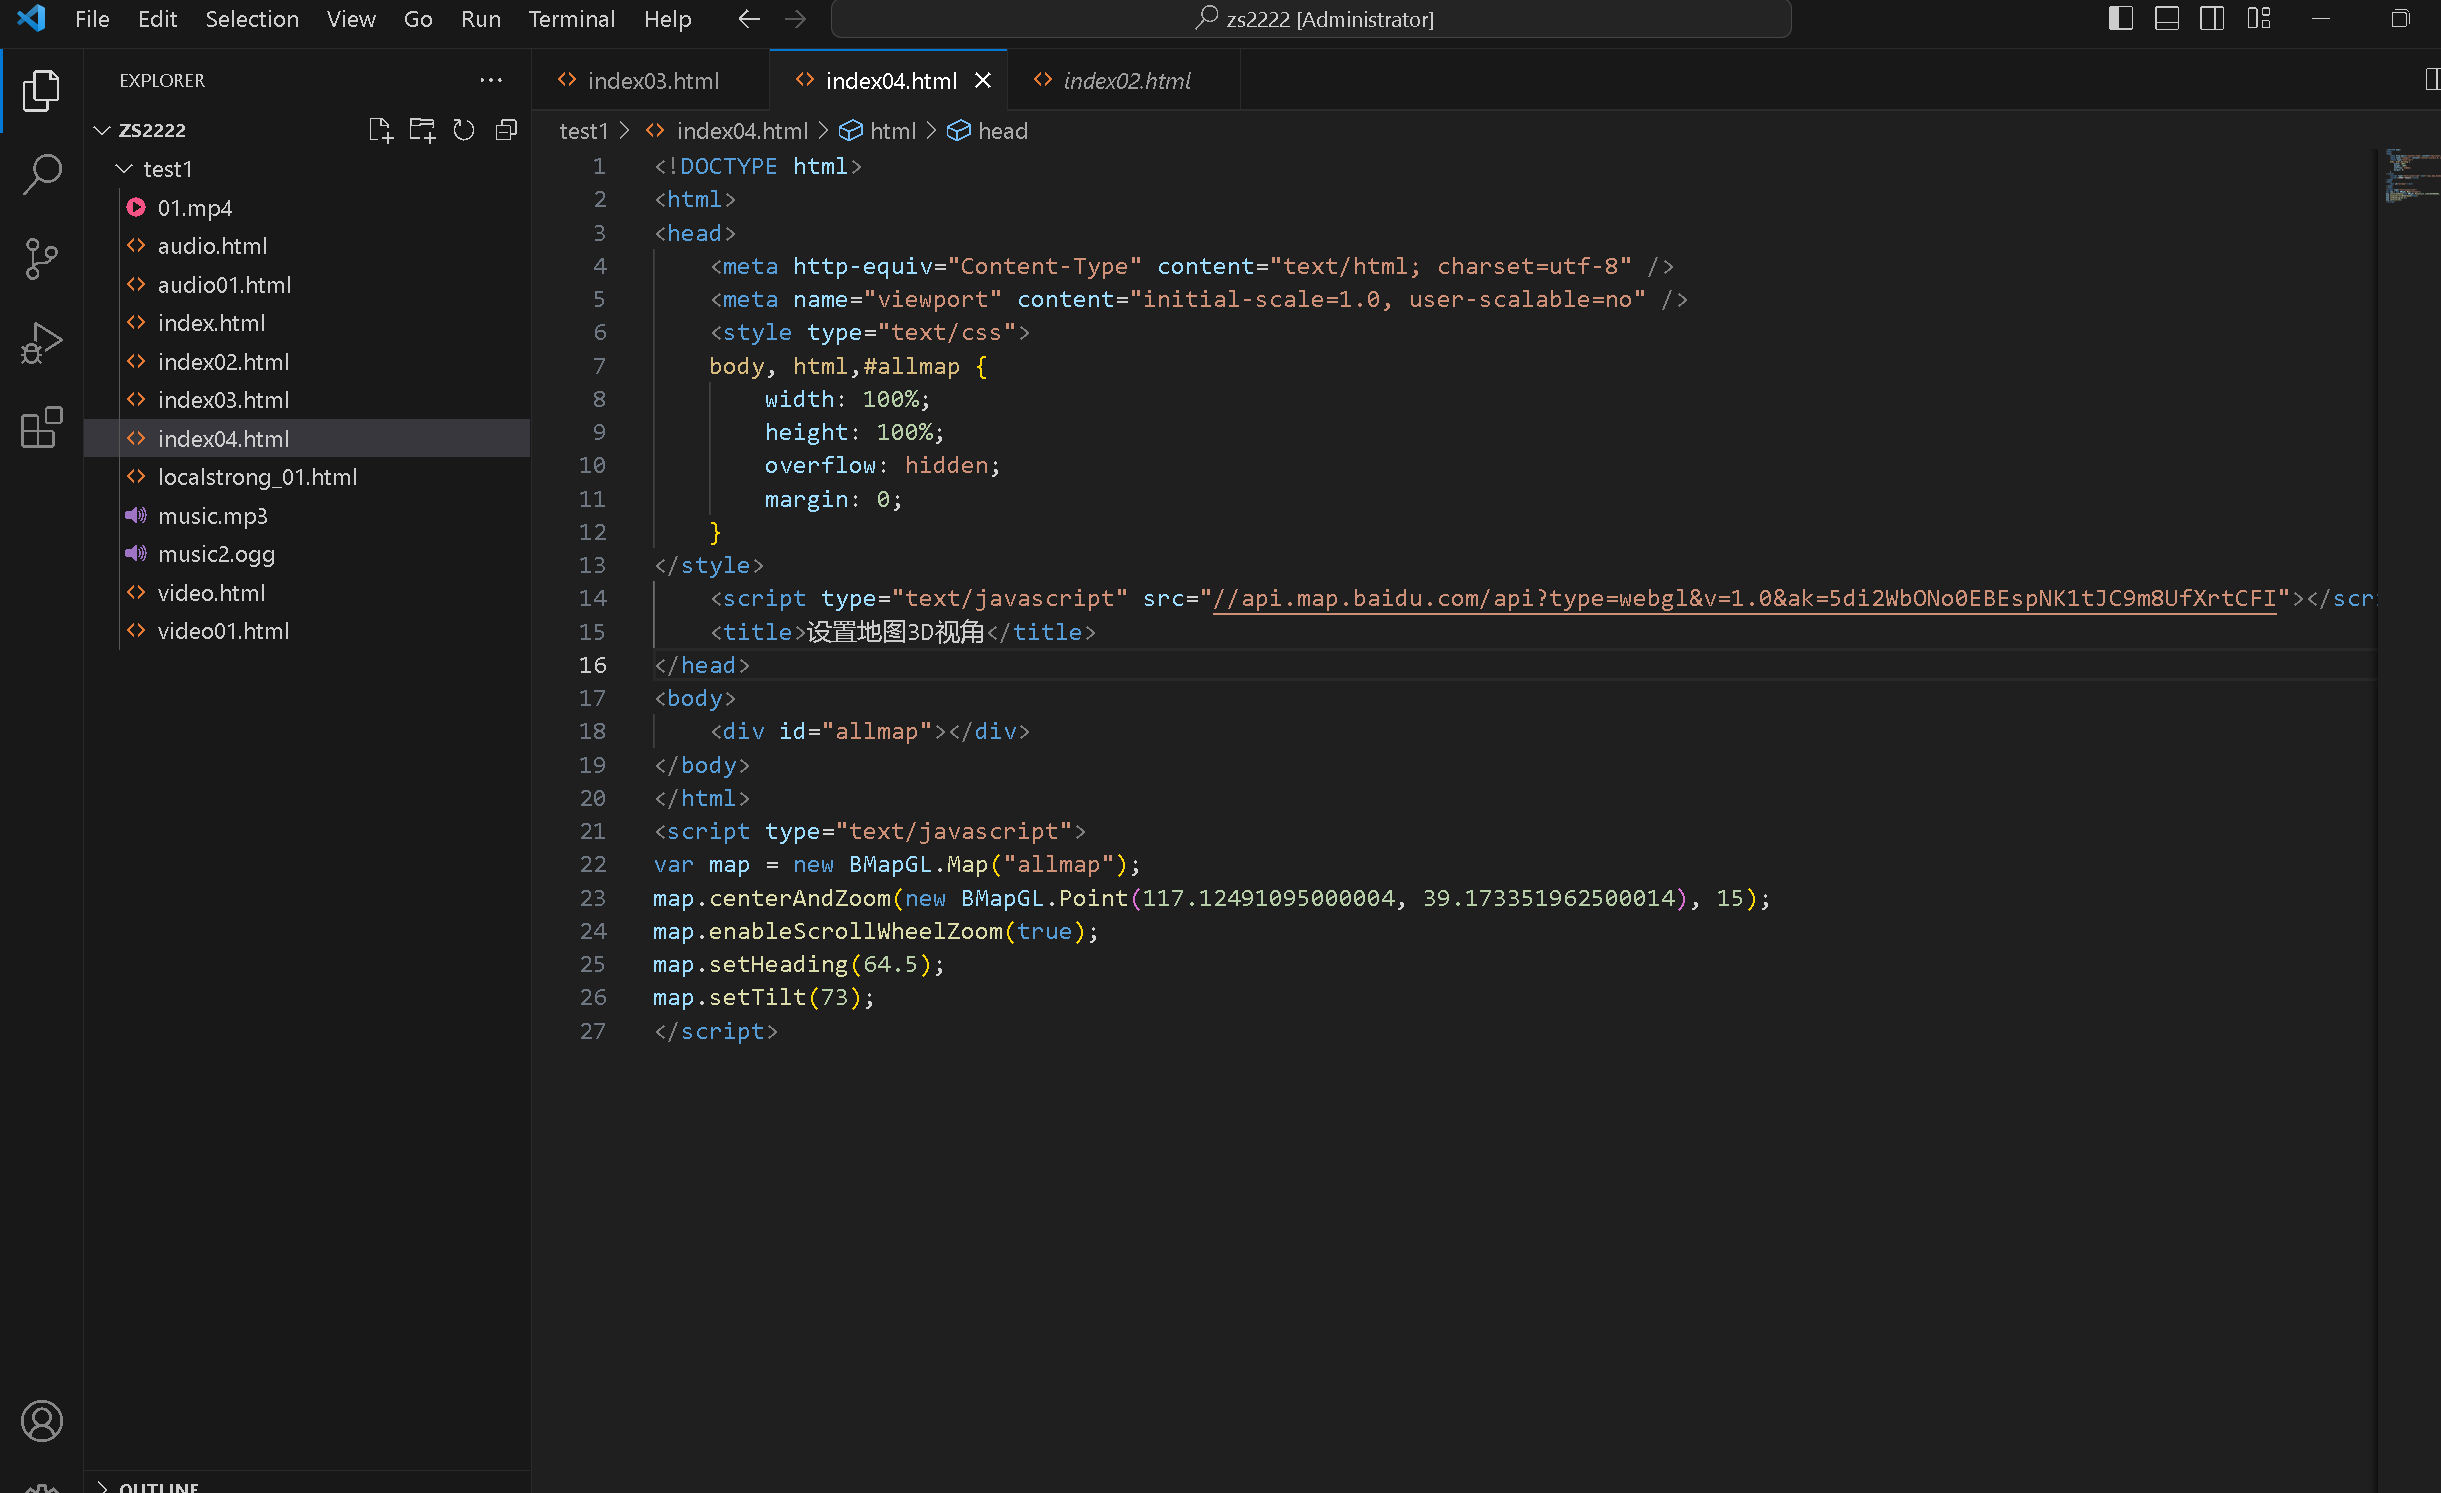 File Edit Selection View Go Run Terminal Help
zs2222 [Administrator]
EXPLORER
ZS2222
test1
01.mp4
audio.html
audio01.html
index.html
index02.html
index03.html
index04.html
localstrong_01.html
music.mp3
music2.ogg
video.html
video01.html
OUTLINE
index03.html index04.html index02.html
test1 > index04.html > html > head
1 <!DOCTYPE html>
2 <html>
3 <head>
4 <meta http-equiv="Content-Type" content="text/html; charset=utf-8" />
5 <meta name="viewport" content="initial-scale=1.0, user-scalable=no" />
6 <style type="text/css">
7 body, html,#allmap {
8 width: 100%;
9 height: 100%;
10 overflow: hidden;
11 margin: 0;
12 }
13 </style>
14 <script type="text/javascript" src="//api.map.baidu.com/api?type=webgl&v=1.0&ak=5di2WbONo0EBEspNK1tJC9m8UfXrtCFI"></scr
15 <title>设置地图3D视角</title>
16 </head>
17 <body>
18 <div id="allmap"></div>
19 </body>
20 </html>
21 <script type="text/javascript">
22 var map = new BMapGL.Map("allmap");
23 map.centerAndZoom(new BMapGL.Point(117.12491095000004, 39.173351962500014), 15);
24 map.enableScrollWheelZoom(true);
25 map.setHeading(64.5);
26 map.setTilt(73);
27 </script>